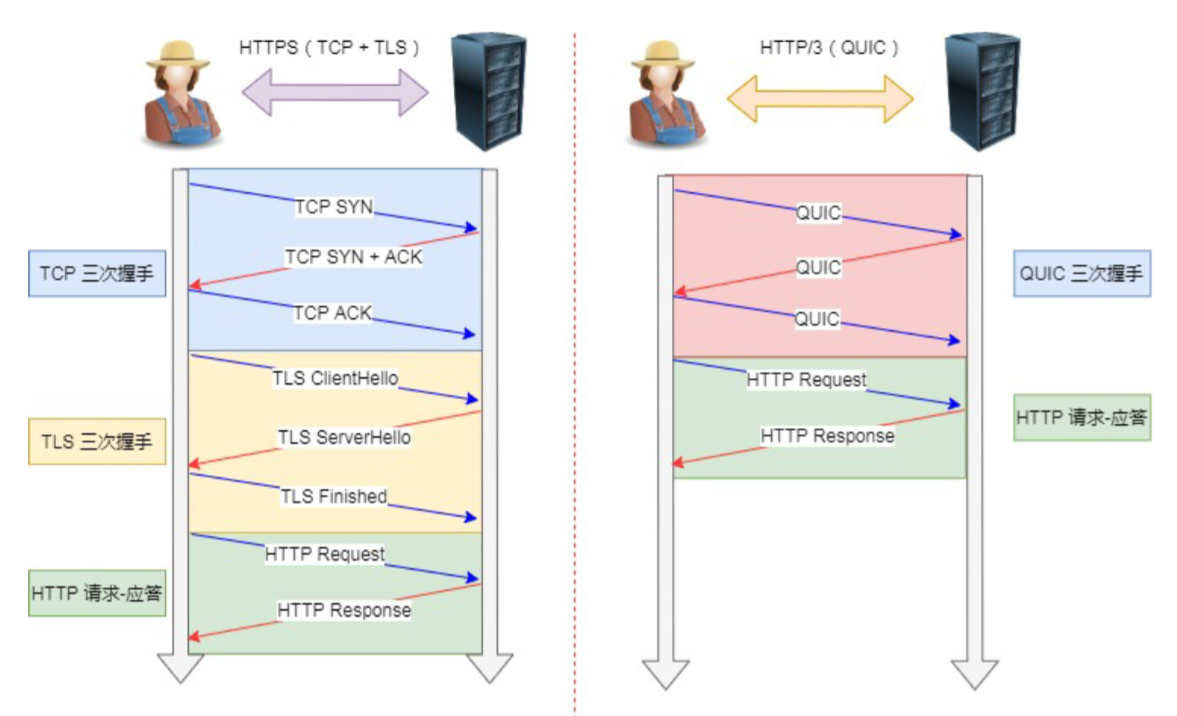 HTTPS（TCP + TLS）
TCP 三次握手
TCP SYN
TCP SYN + ACK
TCP ACK
TLS 三次握手
TLS ClientHello
TLS ServerHello
TLS Finished
HTTP 请求-应答
HTTP Request
HTTP Response
HTTP/3（QUIC）
QUIC
QUIC
QUIC
QUIC 三次握手
HTTP Request
HTTP Response
HTTP 请求-应答